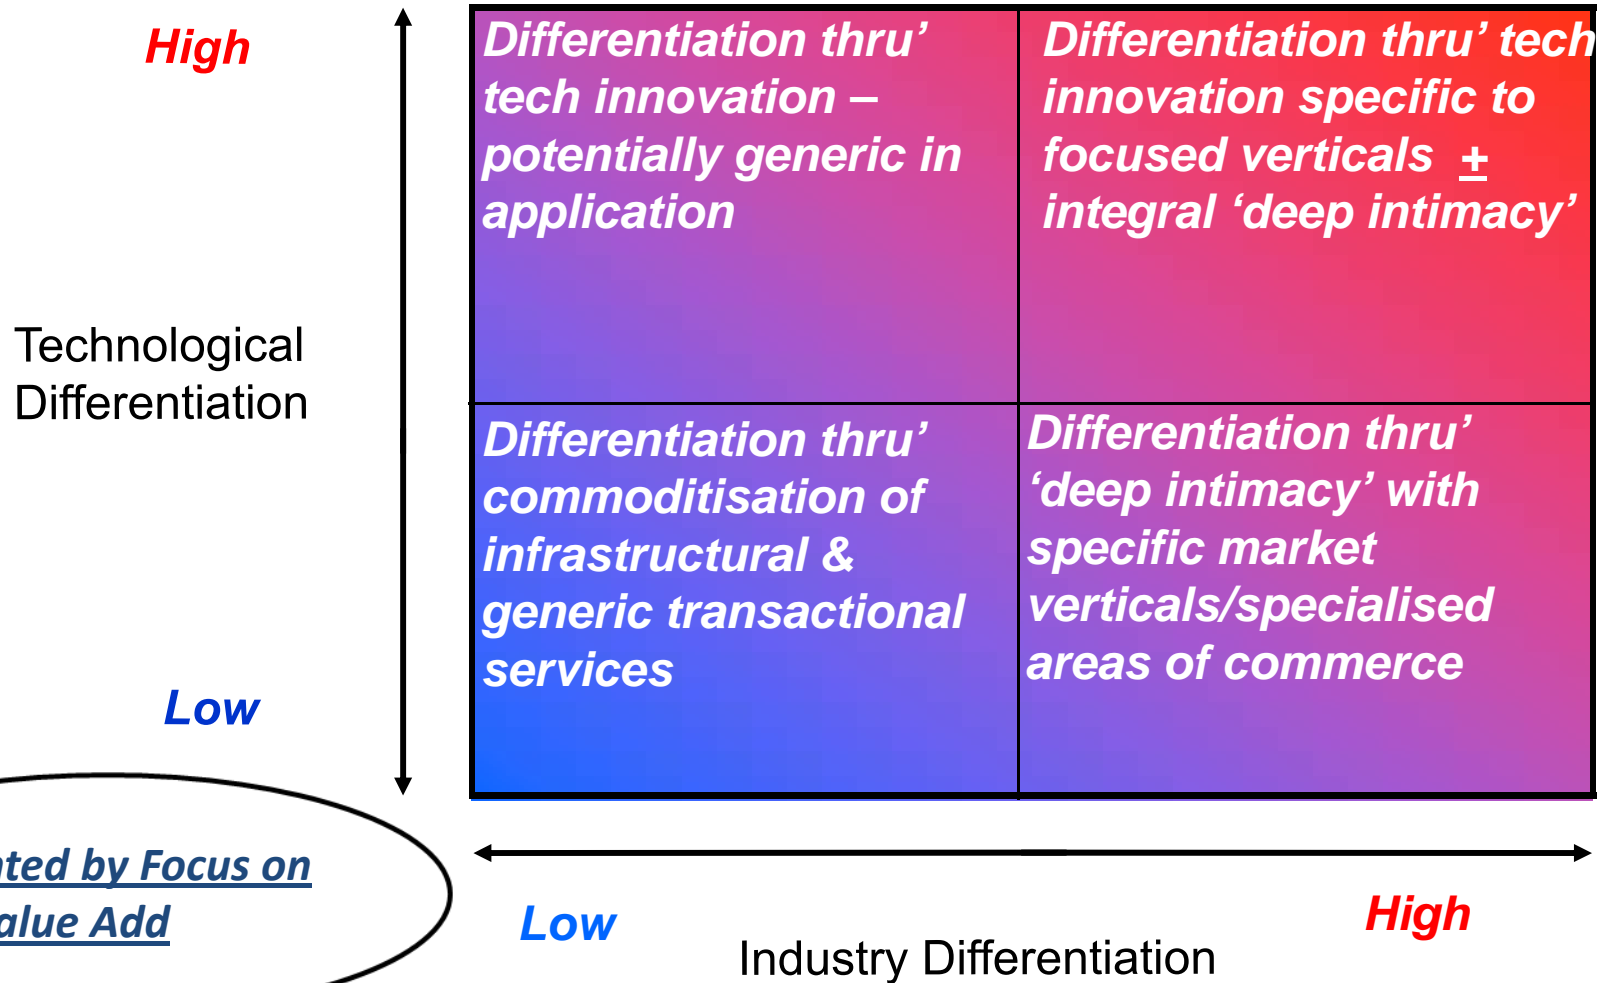 High
Technological
Differentiation
Low
Differentiation thru’
tech innovation –
potentially generic in
application
Differentiation thru’ tech
innovation specific to
focused verticals ±
integral ‘deep intimacy’
Differentiation thru’
commoditisation of
infrastructural &
generic transactional
services
Differentiation thru’
‘deep intimacy’ with
specific market
verticals/specialised
areas of commerce
by Focus on
Add
Low
High
Industry Differentiation